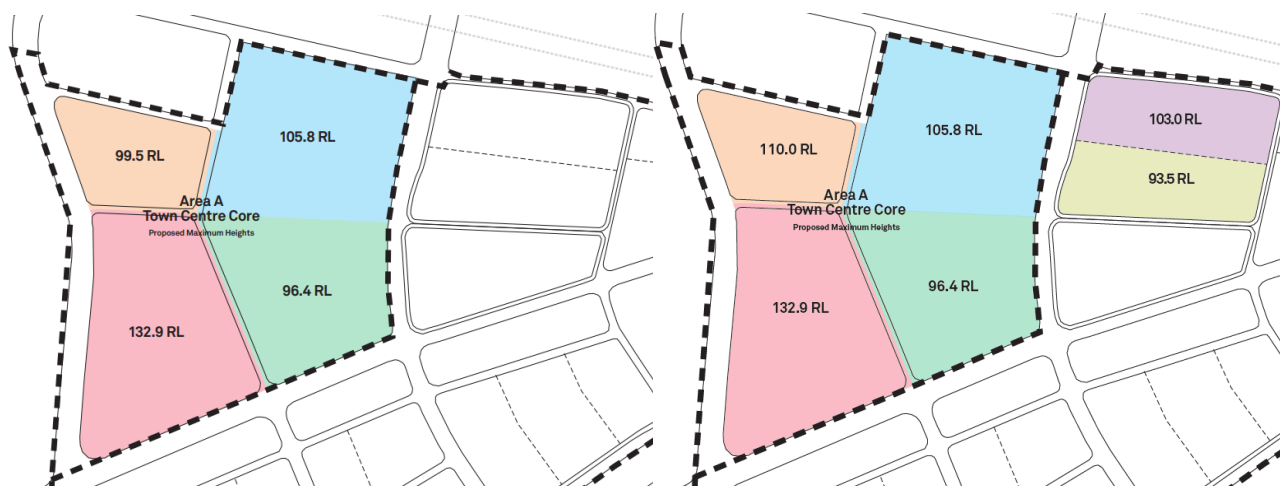 105.8 RL
99.5 RL
Area A
Town Centre Core
Proposed Maximum Heights
96.4 RL
132.9 RL
103.0 RL
105.8 RL
110.0 RL
93.5 RL
Area A
Town Centre Core
Proposed Maximum Heights
96.4 RL
132.9 RL